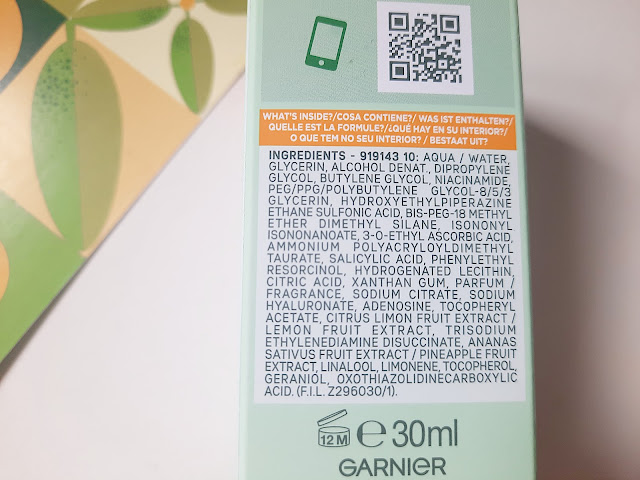 WHAT'S INSIDE?/COSA CONTIENE?/ WAS IST ENTHALTEN?/
QUELLE EST LA FORMULE?/¿QUÉ HAY EN SU INTERIOR?/
O QUE TEM NO SEU INTERIOR? / BESTAAT UIT?
INGREDIENTS - 919143 10: AQUA / WATER,
GLYCERIN, ALCOHOL DENAT., DIPROPYLENE
GLYCOL, BUTYLENE GLYCOL, NIACINAMIDE
PEG/PPG/POLYBUTYLENE GLYCOL-8/5/3
GLYCERIN, HYDROXYETHYLPIPERAZINE
ETHANE SULFONIC ACID, BIS-PEG-18 METHYL
ETHER DIMETHYL SILANE, ISONONYL
ISONONANOATE, 3-O-ETHYL ASCORBIC ACID,
AMMONIUM POLYACRYLOYLDIMETHYL
TAURATE, SALICYLIC ACID, PHENYLETHYL
RESORCINOL, HYDROGENATED LECITHIN,
CITRIC ACID, XANTHAN GUM, PARFUM /
FRAGRANCE, SODIUM CITRATE, SODIUM
HYALURONATE, ADENOSINE, TOCOPHERYL
ACETATE, CITRUS LIMON FRUIT EXTRACT /
LEMON FRUIT EXTRACT, TRISODIUM
ETHYLENEDIAMINE DISUCCINATE, ANANAS
SATIVUS FRUIT EXTRACT / PINEAPPLE FRUIT
EXTRACT, LINALOOL, LIMONENE, TOCOPHEROL,
GERANIOL, OXOTHIAZOLIDINECARBOXYLIC
ACID. (F.I.L. Z296030/1).
12 M e 30ml
GARNIER